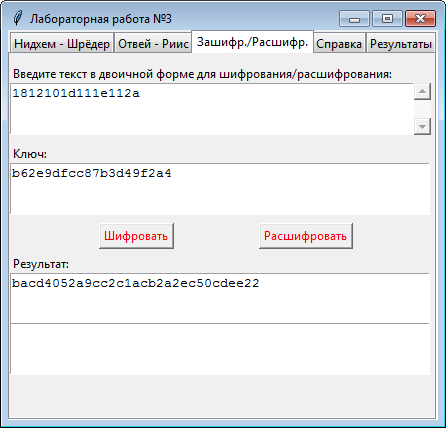 Лабораторная работа №3
Нидхем - Шрёдер Отвей - Риис Зашифр./Расшифр. Справка Результаты
Введите текст в двоичной форме для шифрования/расшифрования:
1812101d111e112a
Ключ:
b62e9dfcc87b3d49f2a4
Шифровать Расшифровать
Результат:
bacd4052a9cc2c1acb2a2ec50cdee22